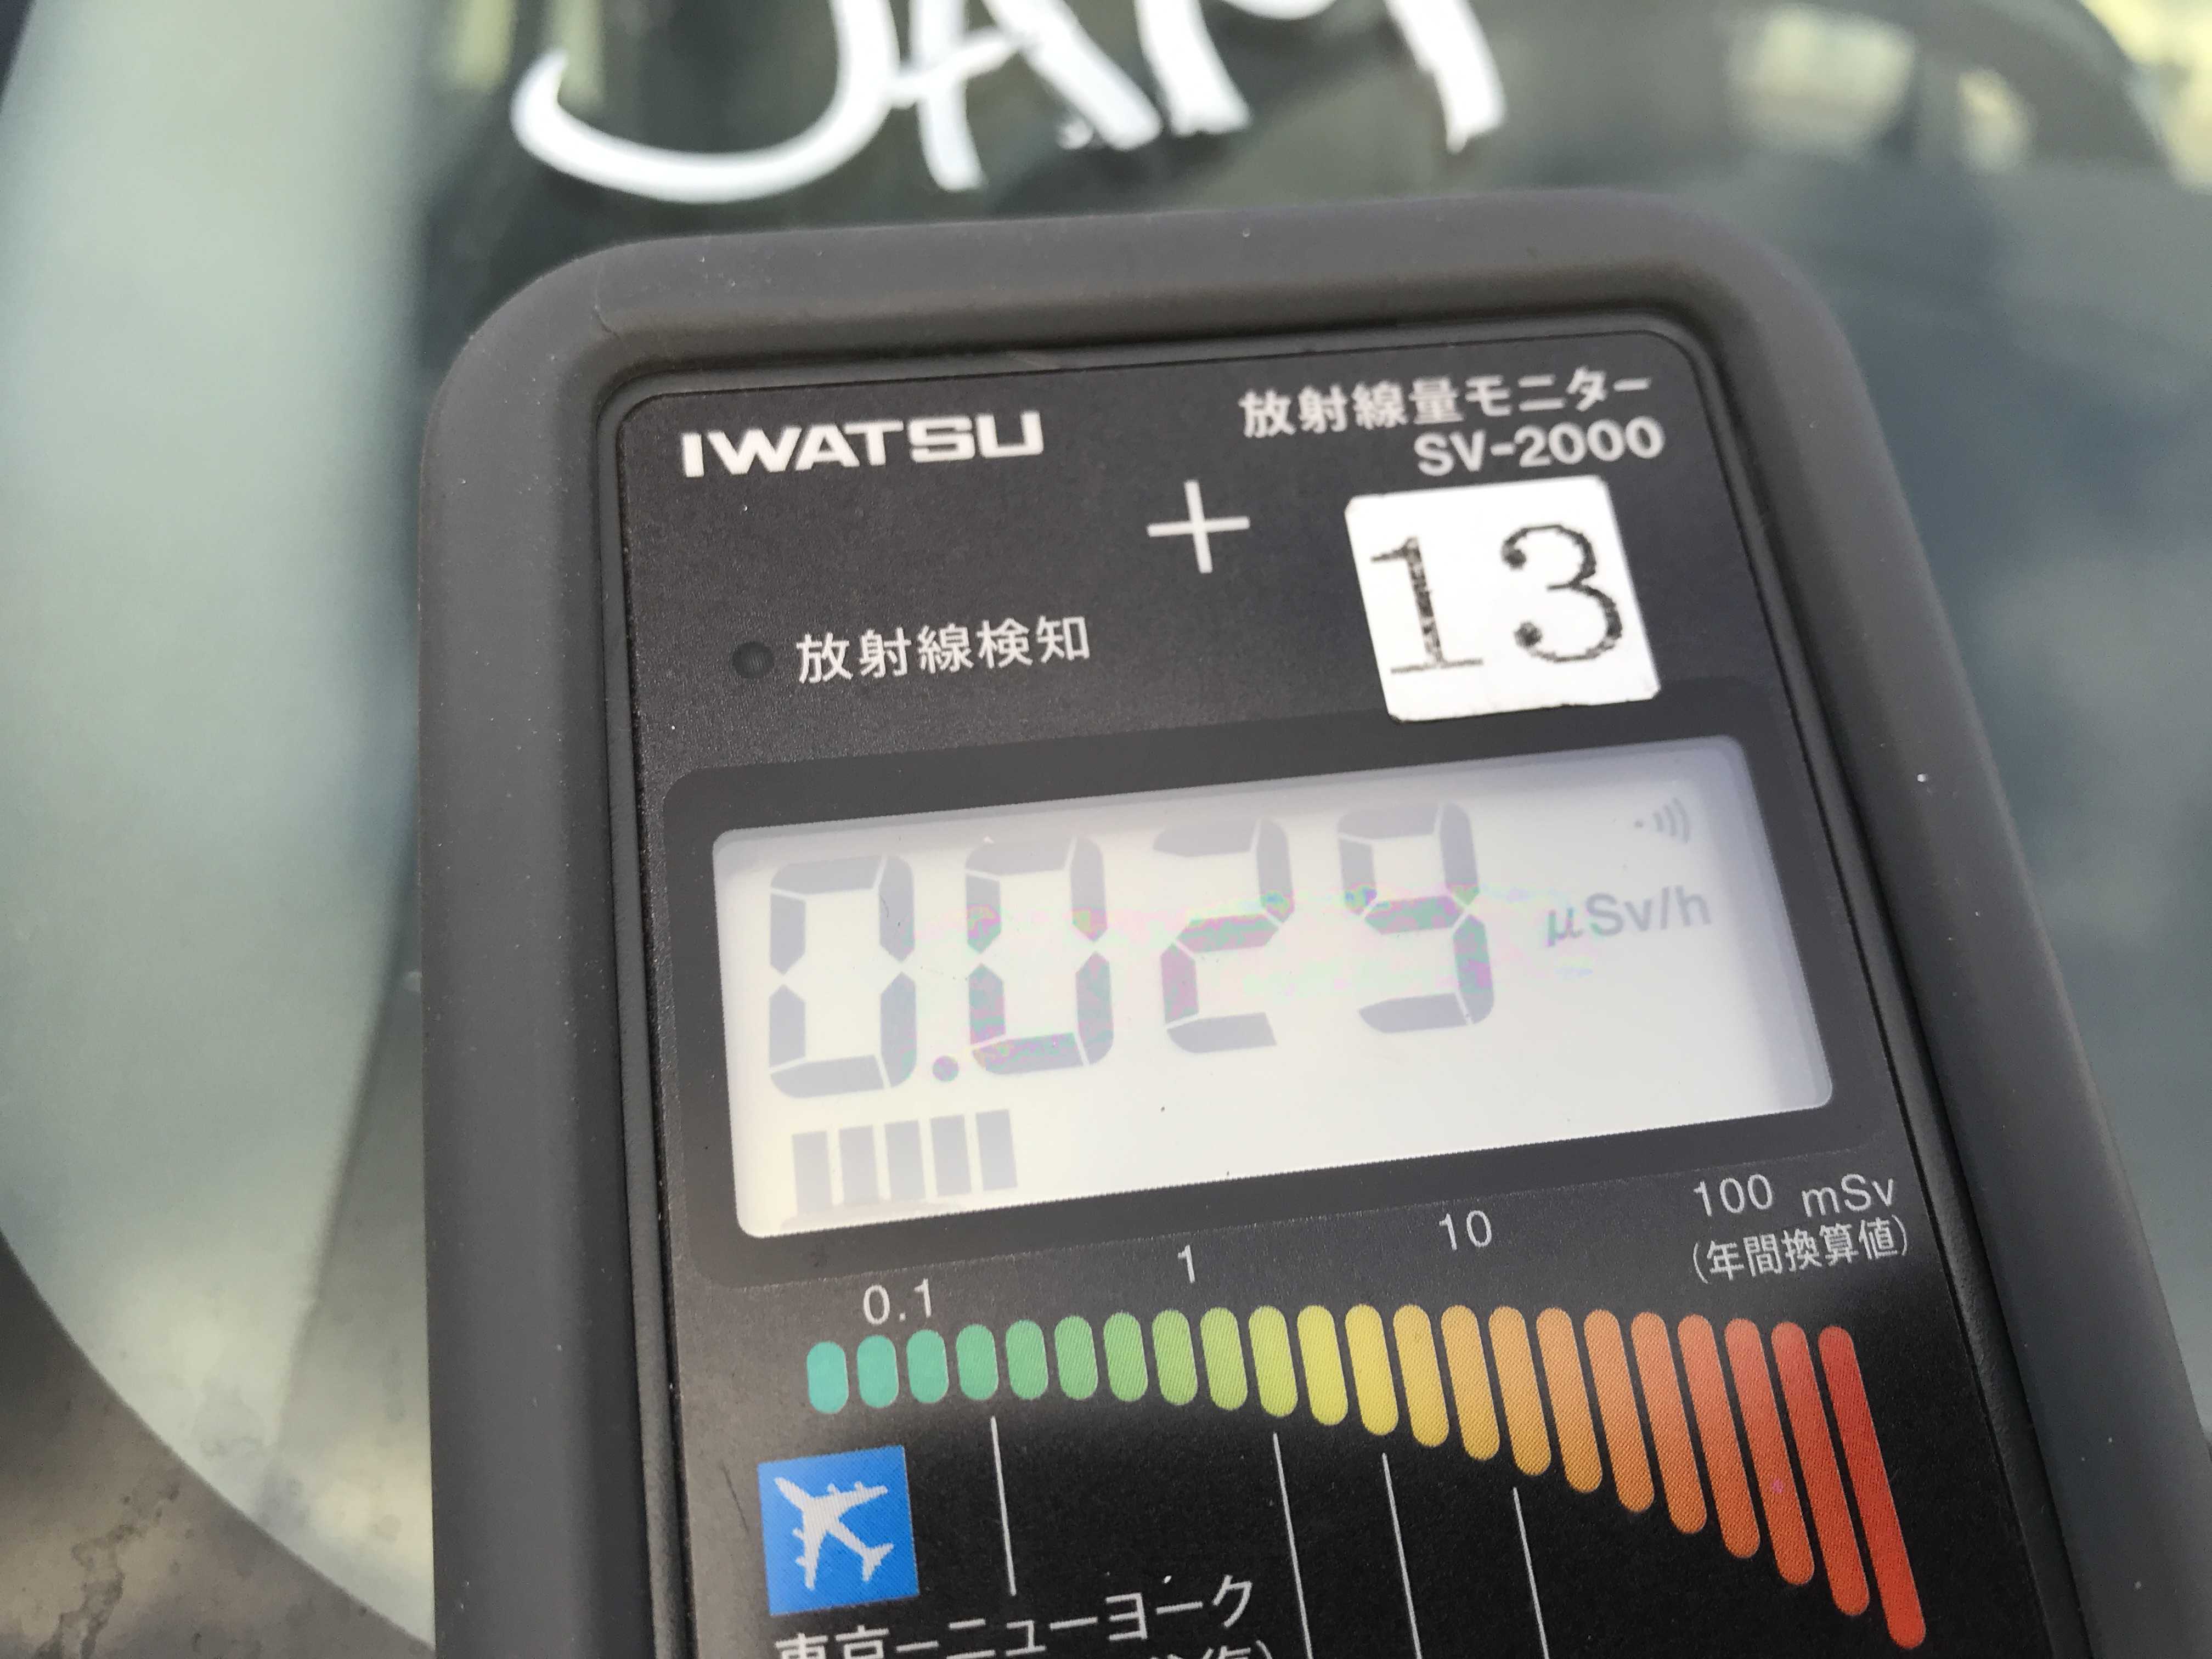 JAM
IWATSU
放射線量モニター
SV-2000
13
放射線検知
0.029 μSv/h
0.1 1 10 100 mSv
(年間換算値)
東京ーニューヨーク